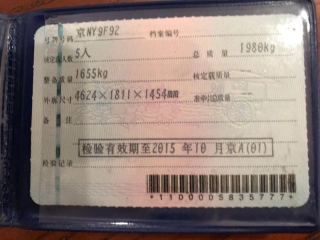 号牌号码 京NY9F92 档案编号
核定载人数 5人 总质量 1980kg
整备质量 1655kg 核定载质量
外廓尺寸 4624×1811×1454mm 准牵引总质量 --
备注
检验有效期至2015 年10 月京A(01)
检验记录
*1100005835777*